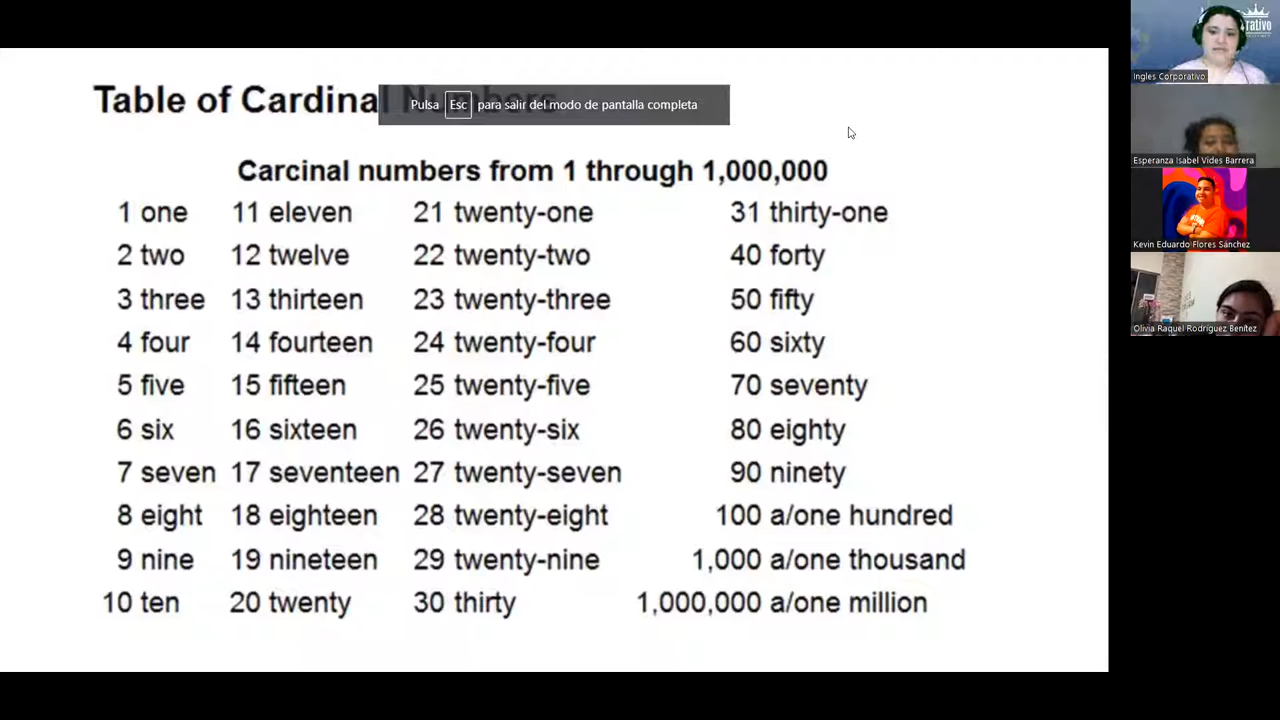 Table of Cardinal Numbers
Pulsa Esc para salir del modo de pantalla completa
Carcinal numbers from 1 through 1,000,000
1 one 11 eleven 21 twenty-one 31 thirty-one
2 two 12 twelve 22 twenty-two 40 forty
3 three 13 thirteen 23 twenty-three 50 fifty
4 four 14 fourteen 24 twenty-four 60 sixty
5 five 15 fifteen 25 twenty-five 70 seventy
6 six 16 sixteen 26 twenty-six 80 eighty
7 seven 17 seventeen 27 twenty-seven 90 ninety
8 eight 18 eighteen 28 twenty-eight 100 a/one hundred
9 nine 19 nineteen 29 twenty-nine 1,000 a/one thousand
10 ten 20 twenty 30 thirty 1,000,000 a/one million
rativo
Ingles Corporativo
Esperanza Isabel Vides Barrera
Kevin Eduardo Flores Sánchez
Olivia Raquel Rodríguez Benítez